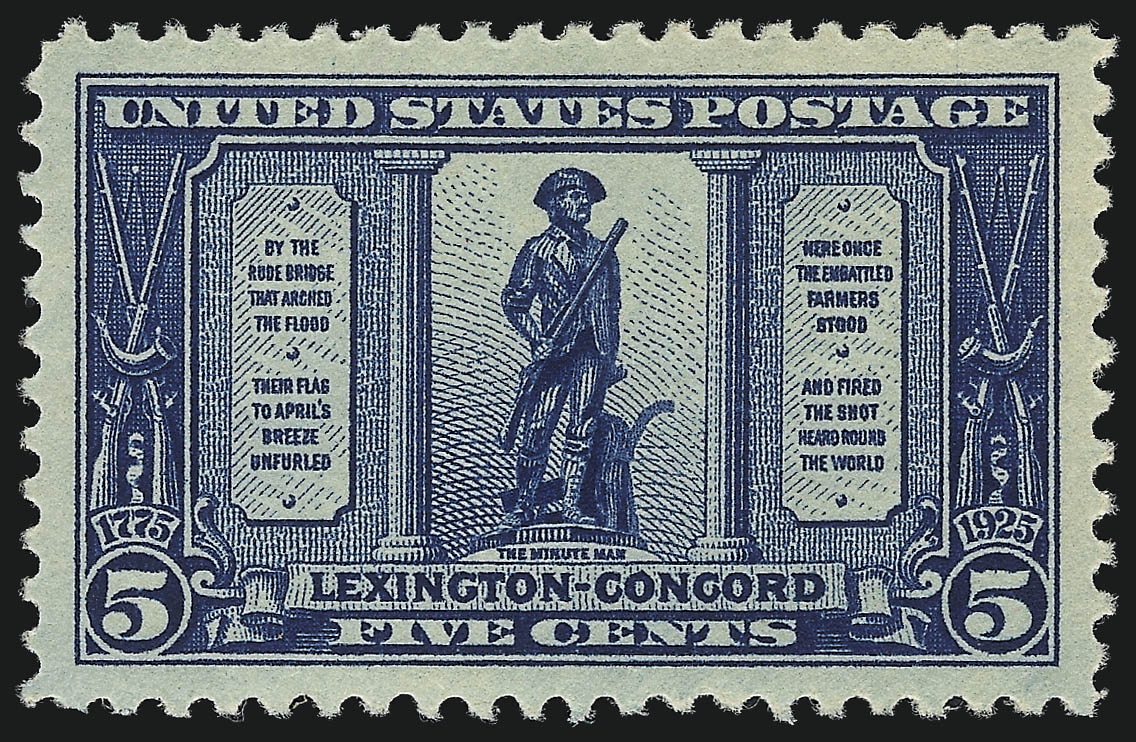 UNITED STATES POSTAGE
BY THE
RUDE BRIDGE
THAT ARCHED
THE FLOOD
THEIR FLAG
TO APRIL'S
BREEZE
UNFURLED
HERE ONCE
THE EMBATTLED
FARMERS
STOOD
AND FIRED
THE SHOT
HEARD ROUND
THE WORLD
1775
1925
THE MINUTE MAN
5
LEXINGTON-CONCORD
5
FIVE CENTS